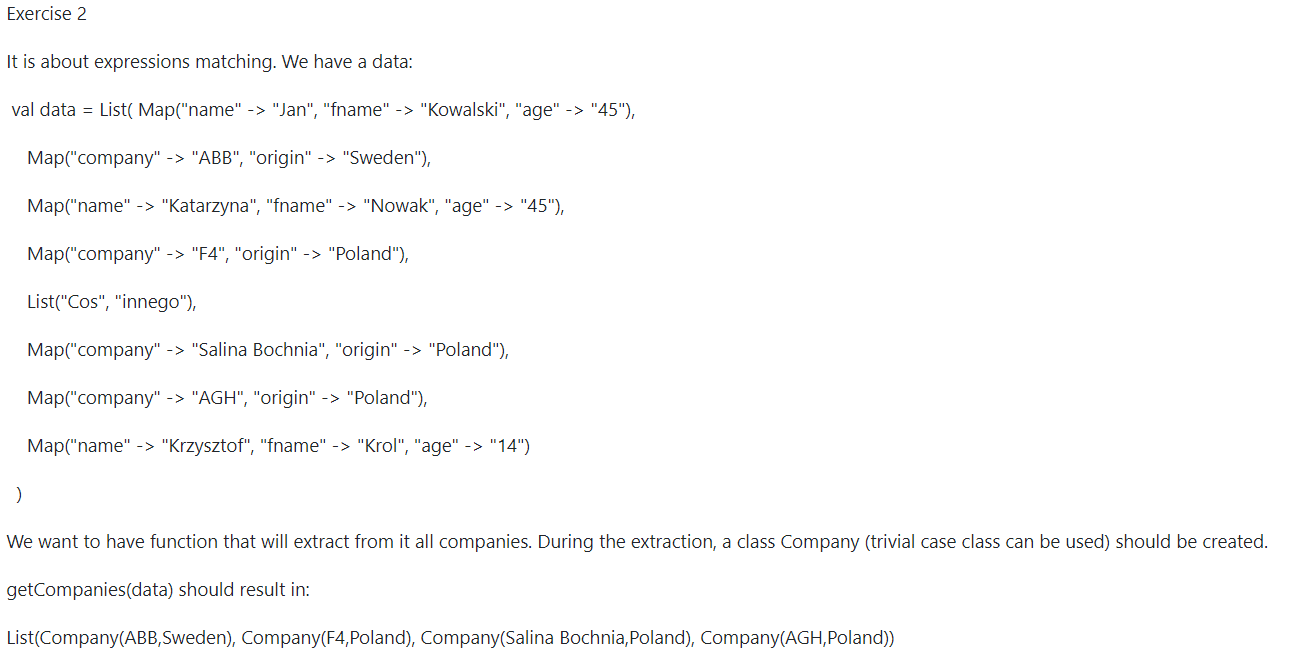 Exercise 2
It is about expressions matching. We have a data:
val data = List( Map("name" -> "Jan", "fname" -> "Kowalski", "age" -> "45"),
Map("company" -> "ABB", "origin" -> "Sweden"),
Map("name" -> "Katarzyna", "fname" -> "Nowak", "age" -> "45"),
Map("company" -> "F4", "origin" -> "Poland"),
List("Cos", "innego"),
Map("company" -> "Salina Bochnia", "origin" -> "Poland"),
Map("company" -> "AGH", "origin" -> "Poland"),
Map("name" -> "Krzysztof", "fname" -> "Krol", "age" -> "14")
)
We want to have function that will extract from it all companies. During the extraction, a class Company (trivial case class can be used) should be created.
getCompanies(data) should result in:
List(Company(ABB,Sweden), Company(F4,Poland), Company(Salina Bochnia,Poland), Company(AGH,Poland))